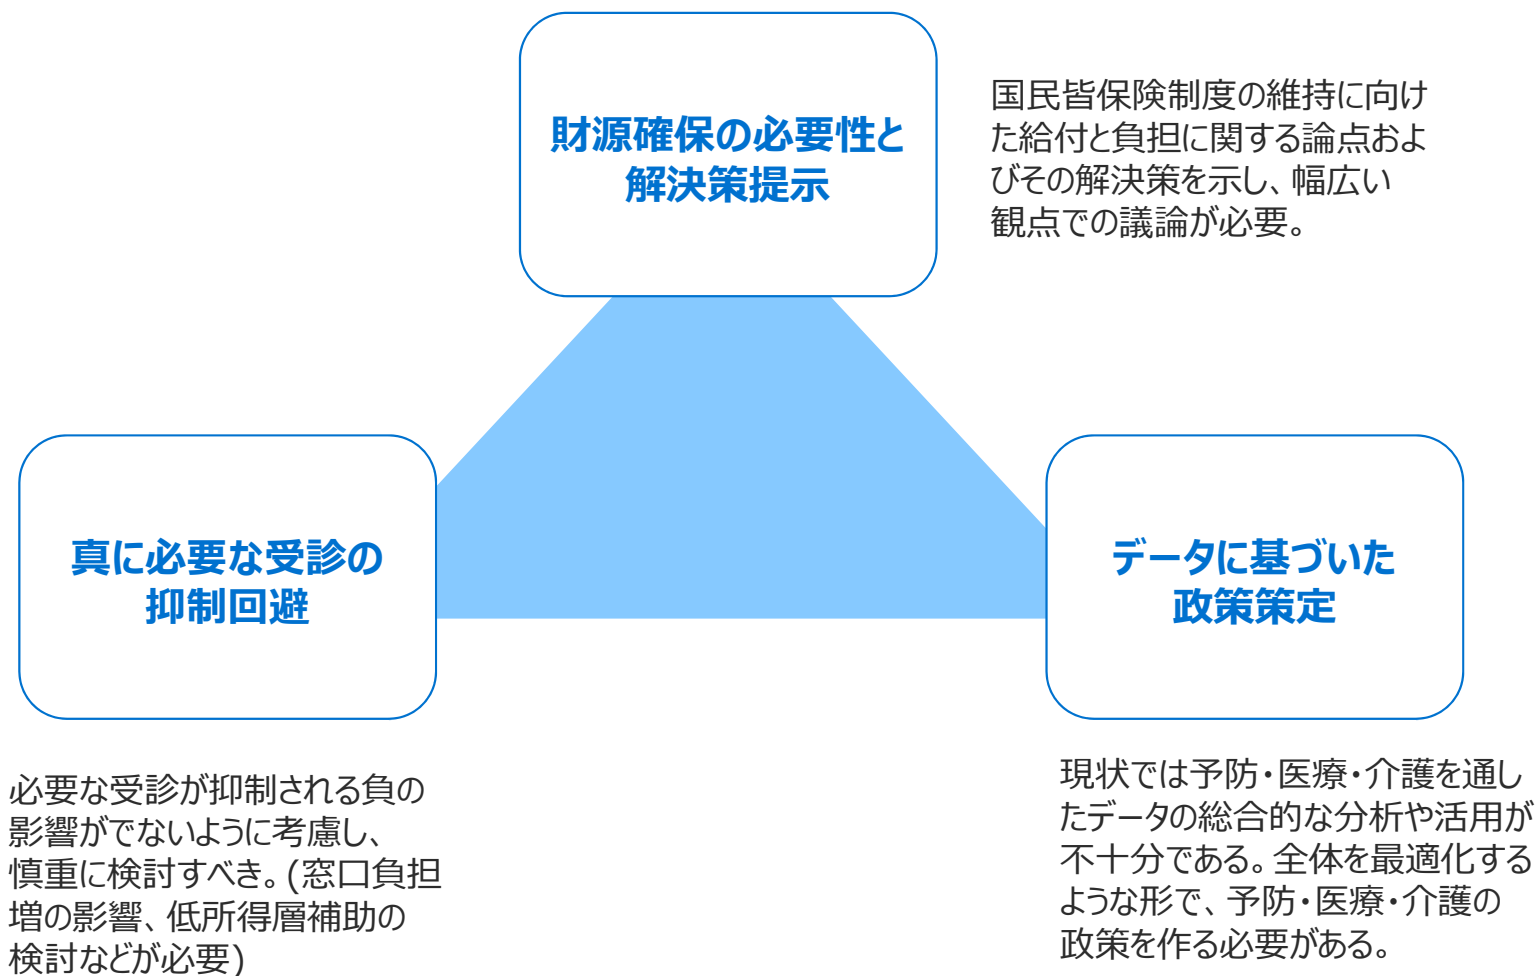 財源確保の必要性と
解決策提示
国民皆保険制度の維持に向け
た給付と負担に関する論点およ
びその解決策を示し、幅広い
観点での議論が必要。
真に必要な受診の
抑制回避
必要な受診が抑制される負の
影響がでないように考慮し、
慎重に検討すべき。(窓口負担
増の影響、低所得層補助の
検討などが必要)
データに基づいた
政策策定
現状では予防・医療・介護を通し
たデータの総合的な分析や活用が
不十分である。全体を最適化する
ような形で、予防・医療・介護の
政策を作る必要がある。